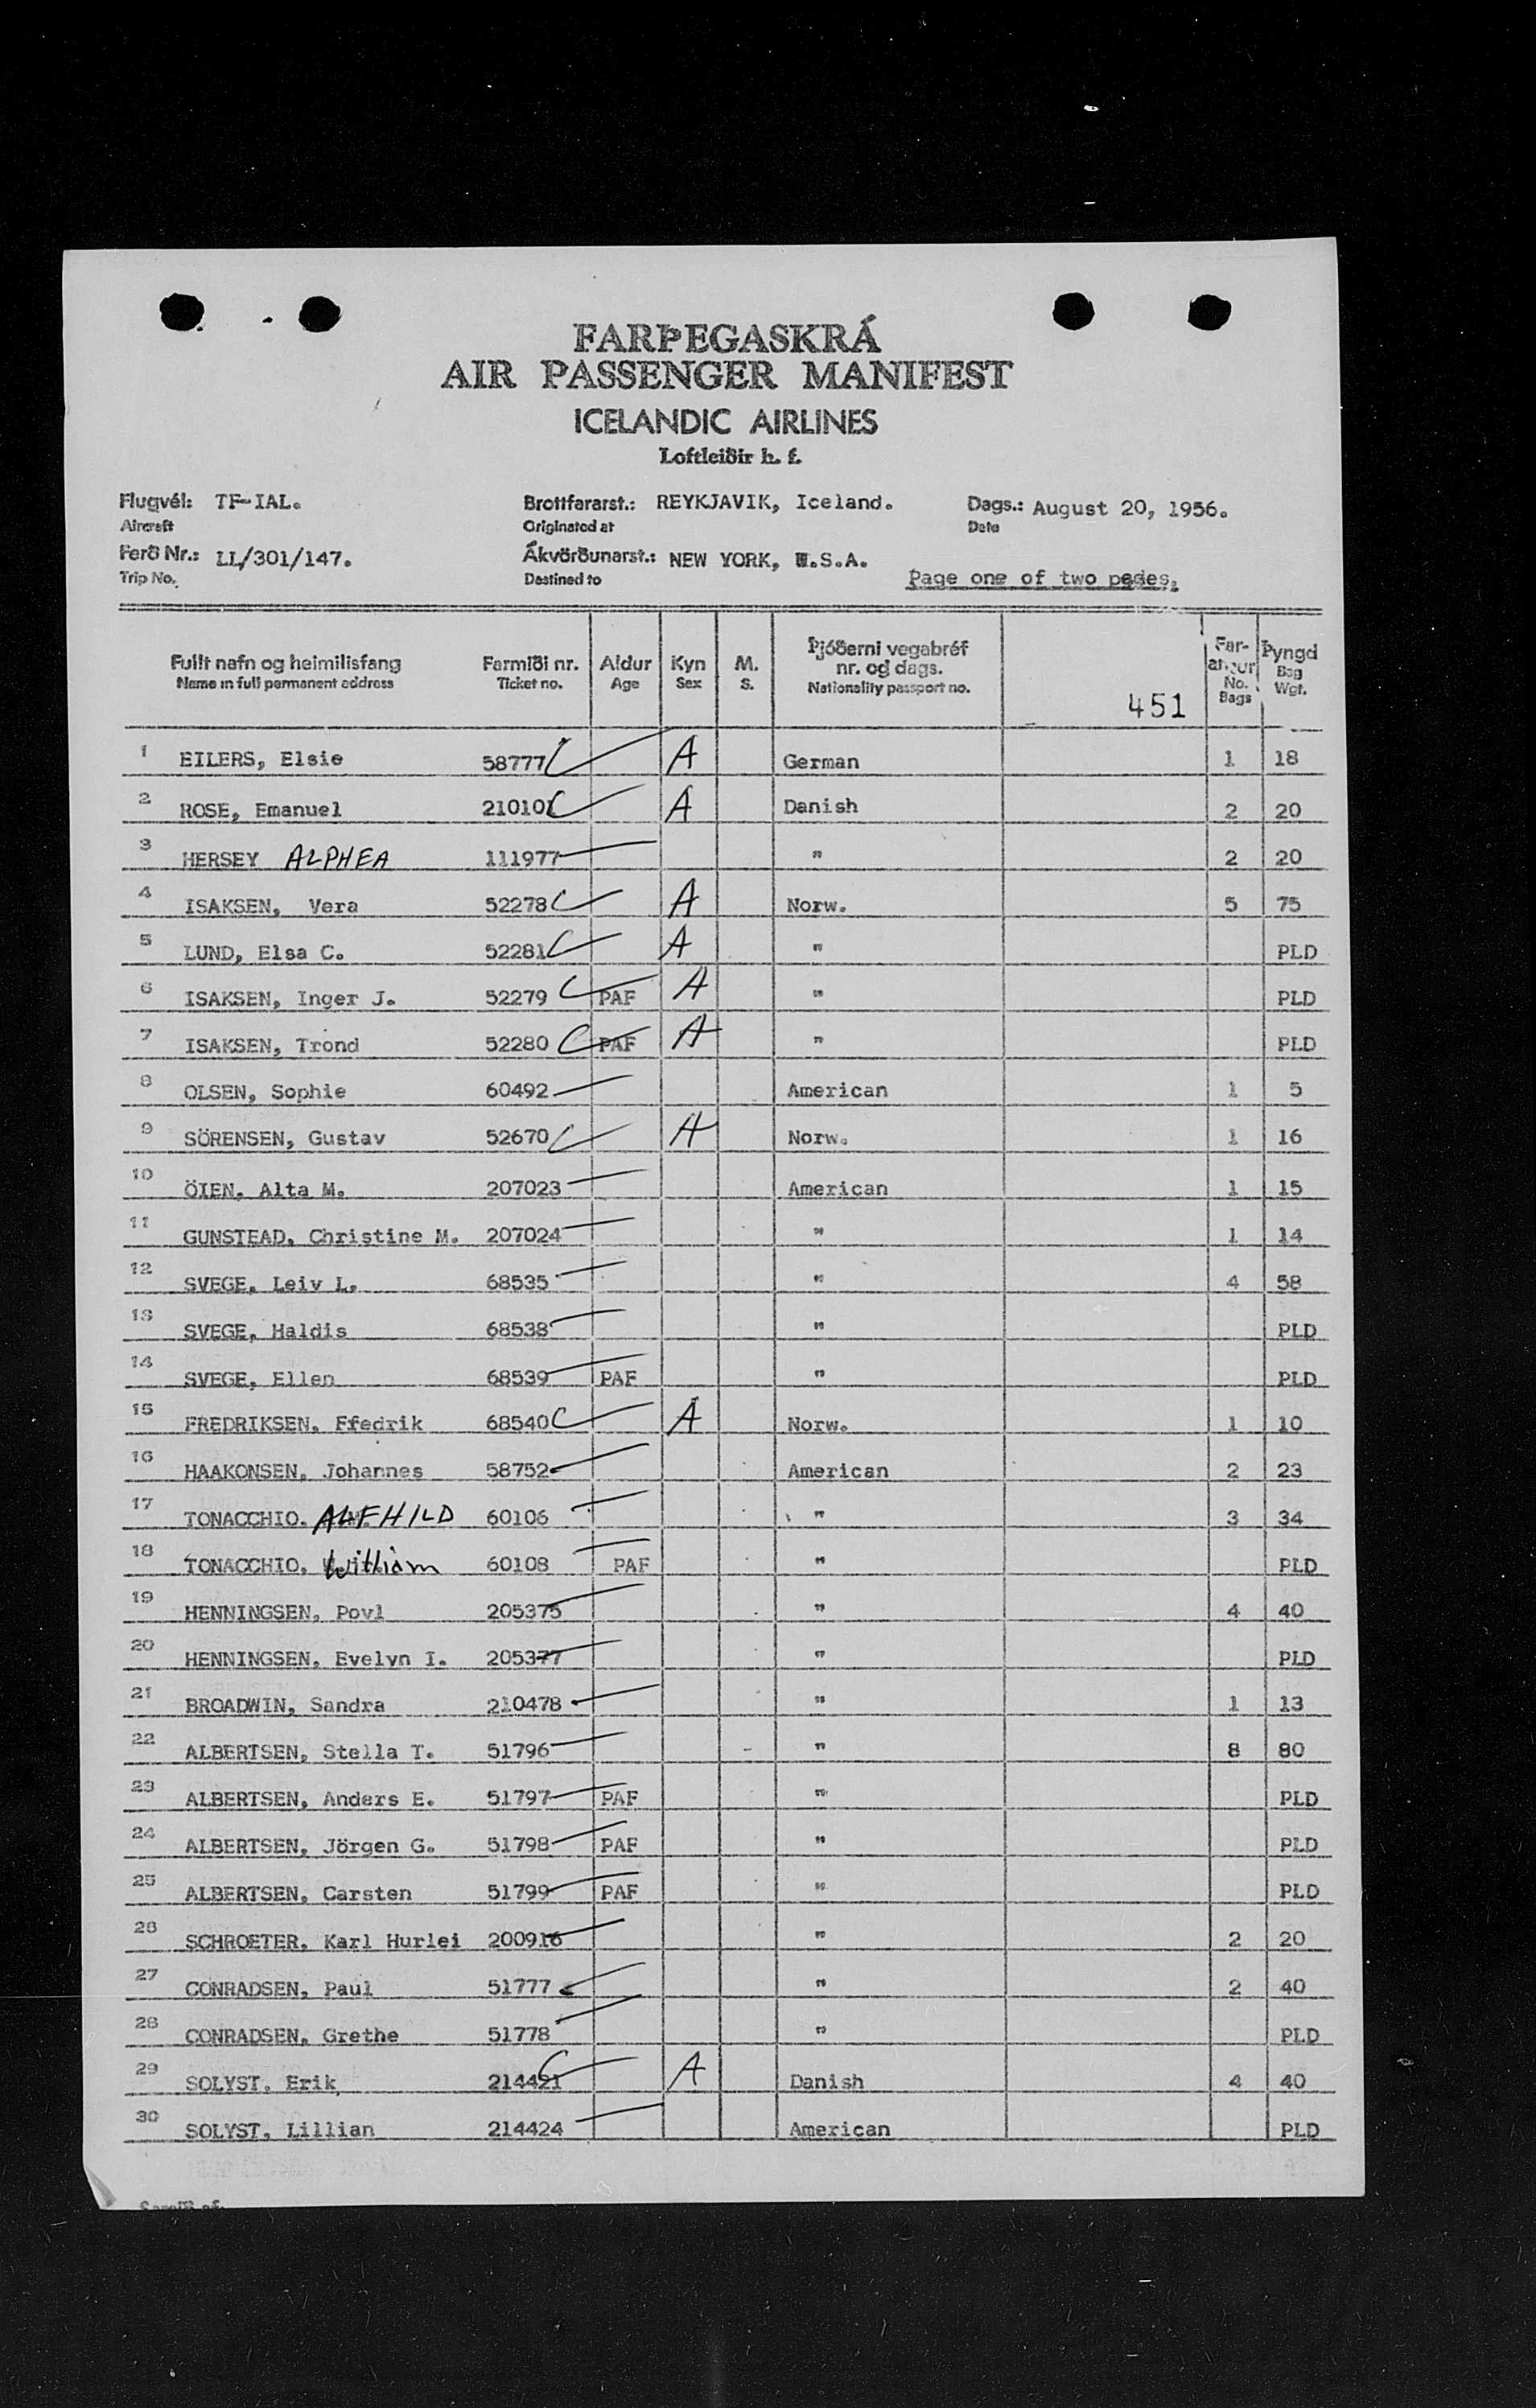 FARÞEGASKRÁ
AIR PASSENGER MANIFEST
ICELANDIC AIRLINES
Loftleiðir h. f.
Flugvél: TF-IAL. Brottfararst.: REYKJAVIK, Iceland. Dags.: August 20, 1956.
Aircraft Originated at Date
Ferð Nr.: LL/301/147. Ákvörðunarst.: NEW YORK, U.S.A.
Trip No. Destined to Page one of two pages.
Fullt nafn og heimilisfang Farmiði nr. Aldur Kyn M. Þjóðerni vegabréf nr. og dags. Far-angur Þyngd
Name in full permanent address Ticket no. Age Sex S. Nationality passport no. 451 No. Bags Bag Wgt.
1 EILERS, Elsie 58777 C A German 1 18
2 ROSE, Emanuel 210101 C A Danish 2 20
3 HERSEY ALPHEA 111977 " 2 20
4 ISAKSEN, Vera 52278 C A Norw. 5 75
5 LUND, Elsa C. 52281 C A " PLD
6 ISAKSEN, Inger J. 52279 C PAF A " PLD
7 ISAKSEN, Trond 52280 C PAF A " PLD
8 OLSEN, Sophie 60492 American 1 5
9 SÖRENSEN, Gustav 52670 C A Norw. 1 16
10 ÖIEN, Alta M. 207023 American 1 15
11 GUNSTEAD, Christine M. 207024 " 1 14
12 SVEGE, Leiv L. 68535 " 4 58
13 SVEGE, Haldis 68538 " PLD
14 SVEGE, Ellen 68539 PAF " PLD
15 FREDRIKSEN, Ffedrik 68540 C A Norw. 1 10
16 HAAKONSEN, Johannes 58752 American 2 23
17 TONACCHIO, ALFHILD 60106 " 3 34
18 TONACCHIO, William 60108 PAF " PLD
19 HENNINGSEN, Povl 205375 " 4 40
20 HENNINGSEN, Evelyn I. 205377 " PLD
21 BROADWIN, Sandra 210478 " 1 13
22 ALBERTSEN, Stella T. 51796 " 8 80
23 ALBERTSEN, Anders E. 51797 PAF " PLD
24 ALBERTSEN, Jörgen G. 51798 PAF " PLD
25 ALBERTSEN, Carsten 51799 PAF " PLD
26 SCHROETER, Karl Hurlei 200916 " 2 20
27 CONRADSEN, Paul 51777 " 2 40
28 CONRADSEN, Grethe 51778 " PLD
29 SOLYST, Erik 214421 C A Danish 4 40
30 SOLYST, Lillian 214424 American PLD